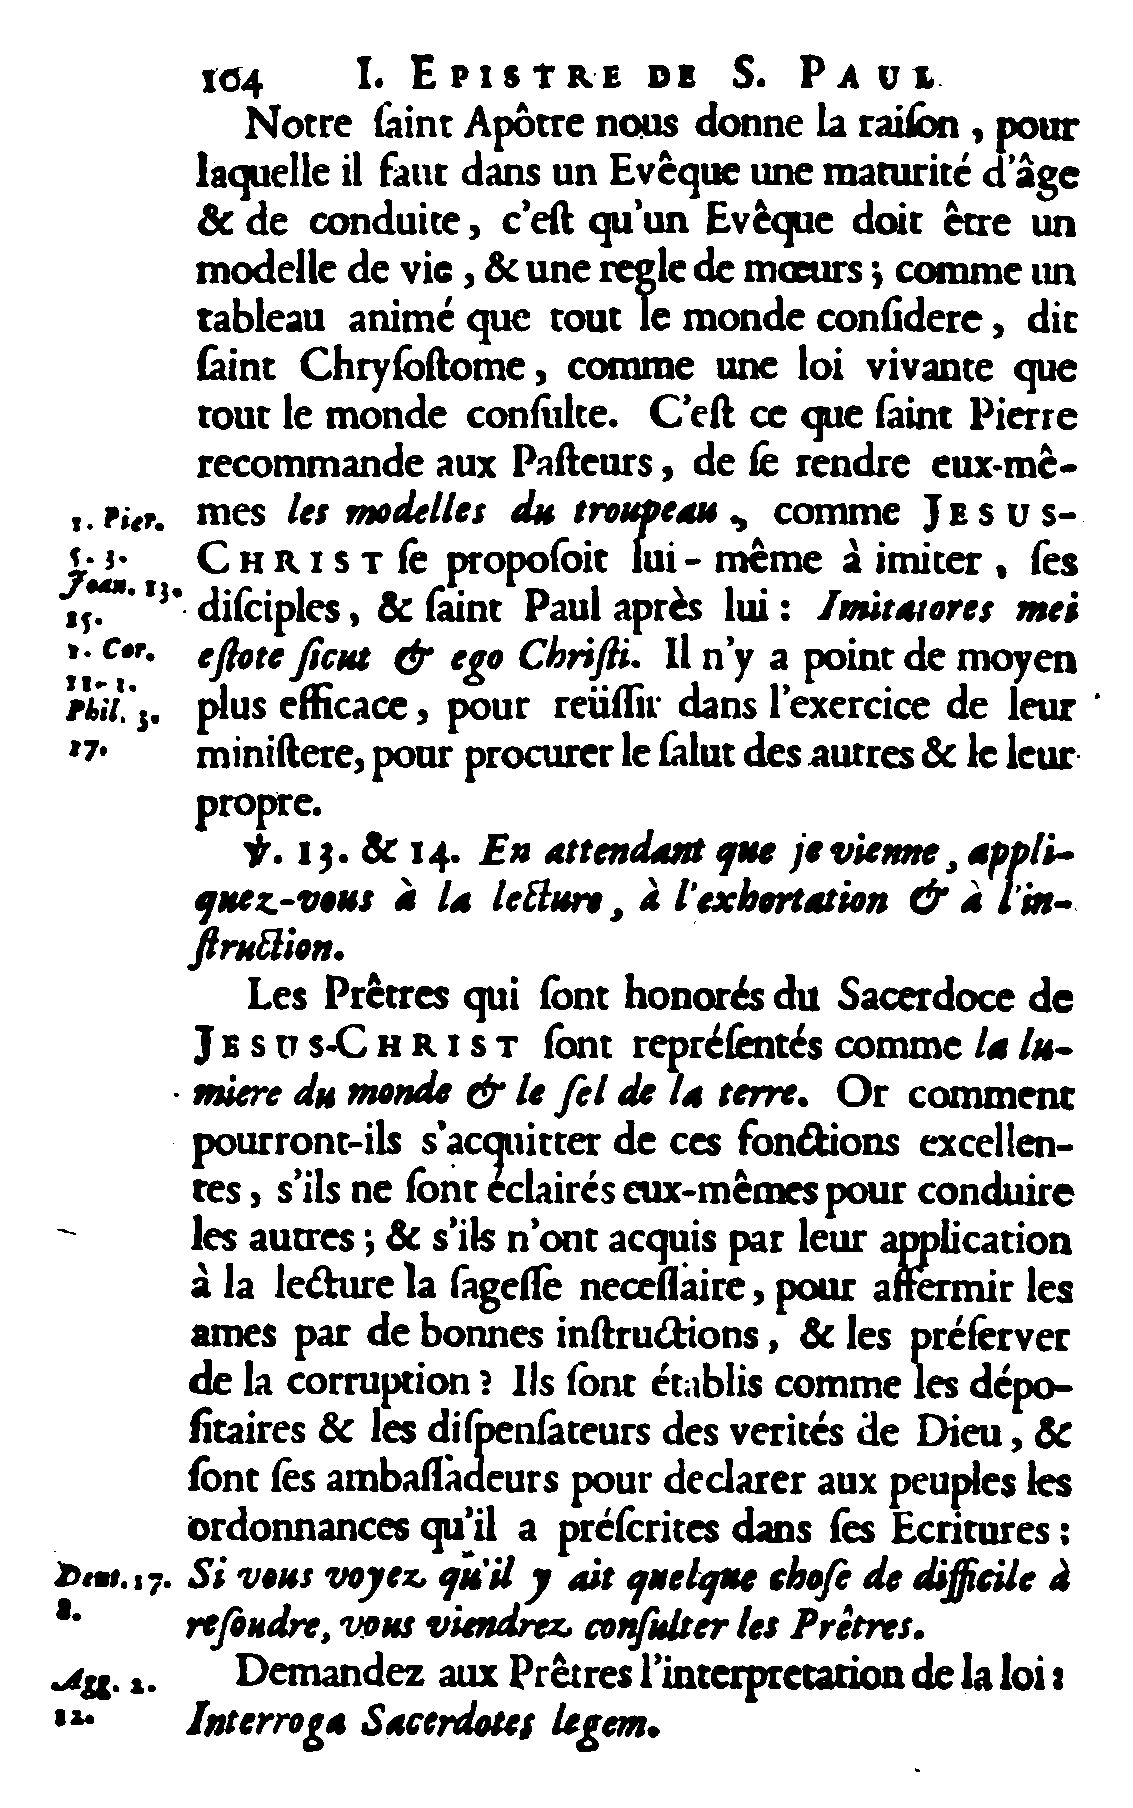 104 I. EPISTRE DE S. PAUL
Notre ſaint Apôtre nous donne la raiſon, pour
laquelle il faut dans un Evêque une maturité d'âge
& de conduite, c'eſt qu'un Evêque doit être un
modelle de vie, & une regle de mœurs; comme un
tableau animé que tout le monde conſidere, dit
ſaint Chryſoſtome, comme une loi vivante que
tout le monde conſulte. C'eſt ce que ſaint Pierre
recommande aux Paſteurs, de ſe rendre eux-mê-
1. Pier. mes les modelles du troupeau, comme JESUS-
5. 3. CHRIST ſe propoſoit lui-même à imiter, ſes
Joan. 13. diſciples, & ſaint Paul après lui: Imitatores mei
15.
1. Cor. eſtote ſicut & ego Chriſti. Il n'y a point de moyen
11. 1.
Phil. 3. plus efficace, pour reüſſir dans l'exercice de leur
17. miniſtere, pour procurer le ſalut des autres & le leur
propre.
℣. 13. & 14. En attendant que je vienne, appli-
quez-vous à la lecture, à l'exhortation & à l'in-
ſtruction.
Les Prêtres qui ſont honorés du Sacerdoce de
JESUS-CHRIST ſont repréſentés comme la lu-
miere du monde & le ſel de la terre. Or comment
pourront-ils s'acquitter de ces fonctions excellen-
tes, s'ils ne ſont éclairés eux-mêmes pour conduire
les autres; & s'ils n'ont acquis par leur application
à la lecture la ſageſſe neceſſaire, pour affermir les
ames par de bonnes inſtructions, & les préſerver
de la corruption? Ils ſont établis comme les dépo-
ſitaires & les diſpenſateurs des verités de Dieu, &
ſont ſes ambaſſadeurs pour declarer aux peuples les
ordonnances qu'il a préſcrites dans ſes Ecritures:
Deut. 17. Si vous voyez qu'il y ait quelque choſe de difficile à
8. reſoudre, vous viendrez conſulter les Prêtres.
Agg. 2. Demandez aux Prêtres l'interpretation de la loi:
12. Interroga Sacerdotes legem.